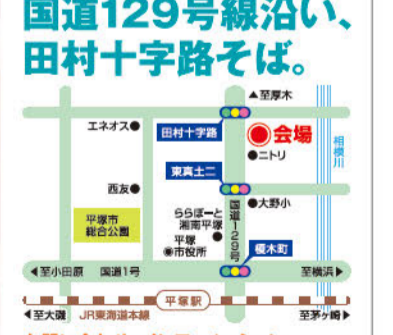 国道129号線沿い、
田村十字路そば。
▲至厚木
エネオス●
田村十字路
会場
●ニトリ
相模川
東真土二
西友●
●大野小
平塚市
総合公園
ららぽーと
湘南平塚
平塚
◉市役所
国道129号
榎木町
◀至小田原 国道1号
至横浜▶
平塚駅
◀至大磯 JR東海道本線
至茅ヶ崎▶